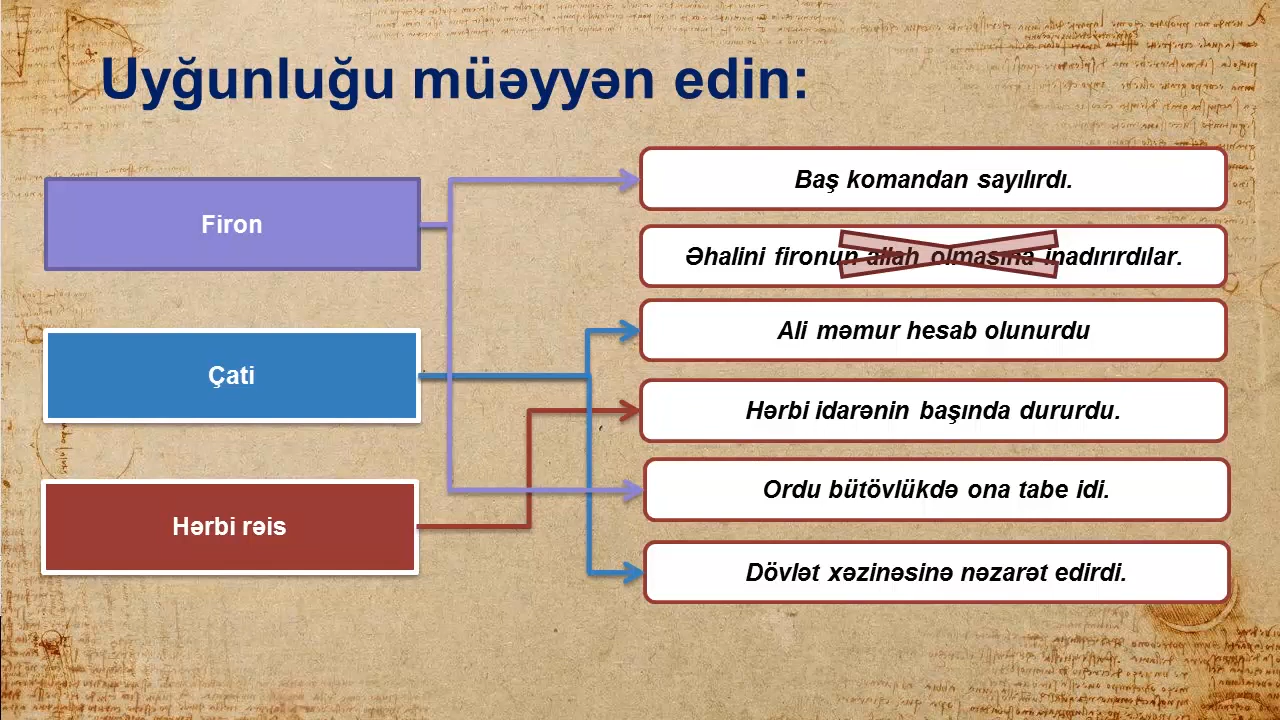 Uyğunluğu müəyyən edin:
Firon
Çati
Hərbi rəis
Baş komandan sayılırdı.
Əhalini fironun allah olmasına inadırırdılar.
Ali məmur hesab olunurdu
Hərbi idarənin başında dururdu.
Ordu bütövlükdə ona tabe idi.
Dövlət xəzinəsinə nəzarət edirdi.